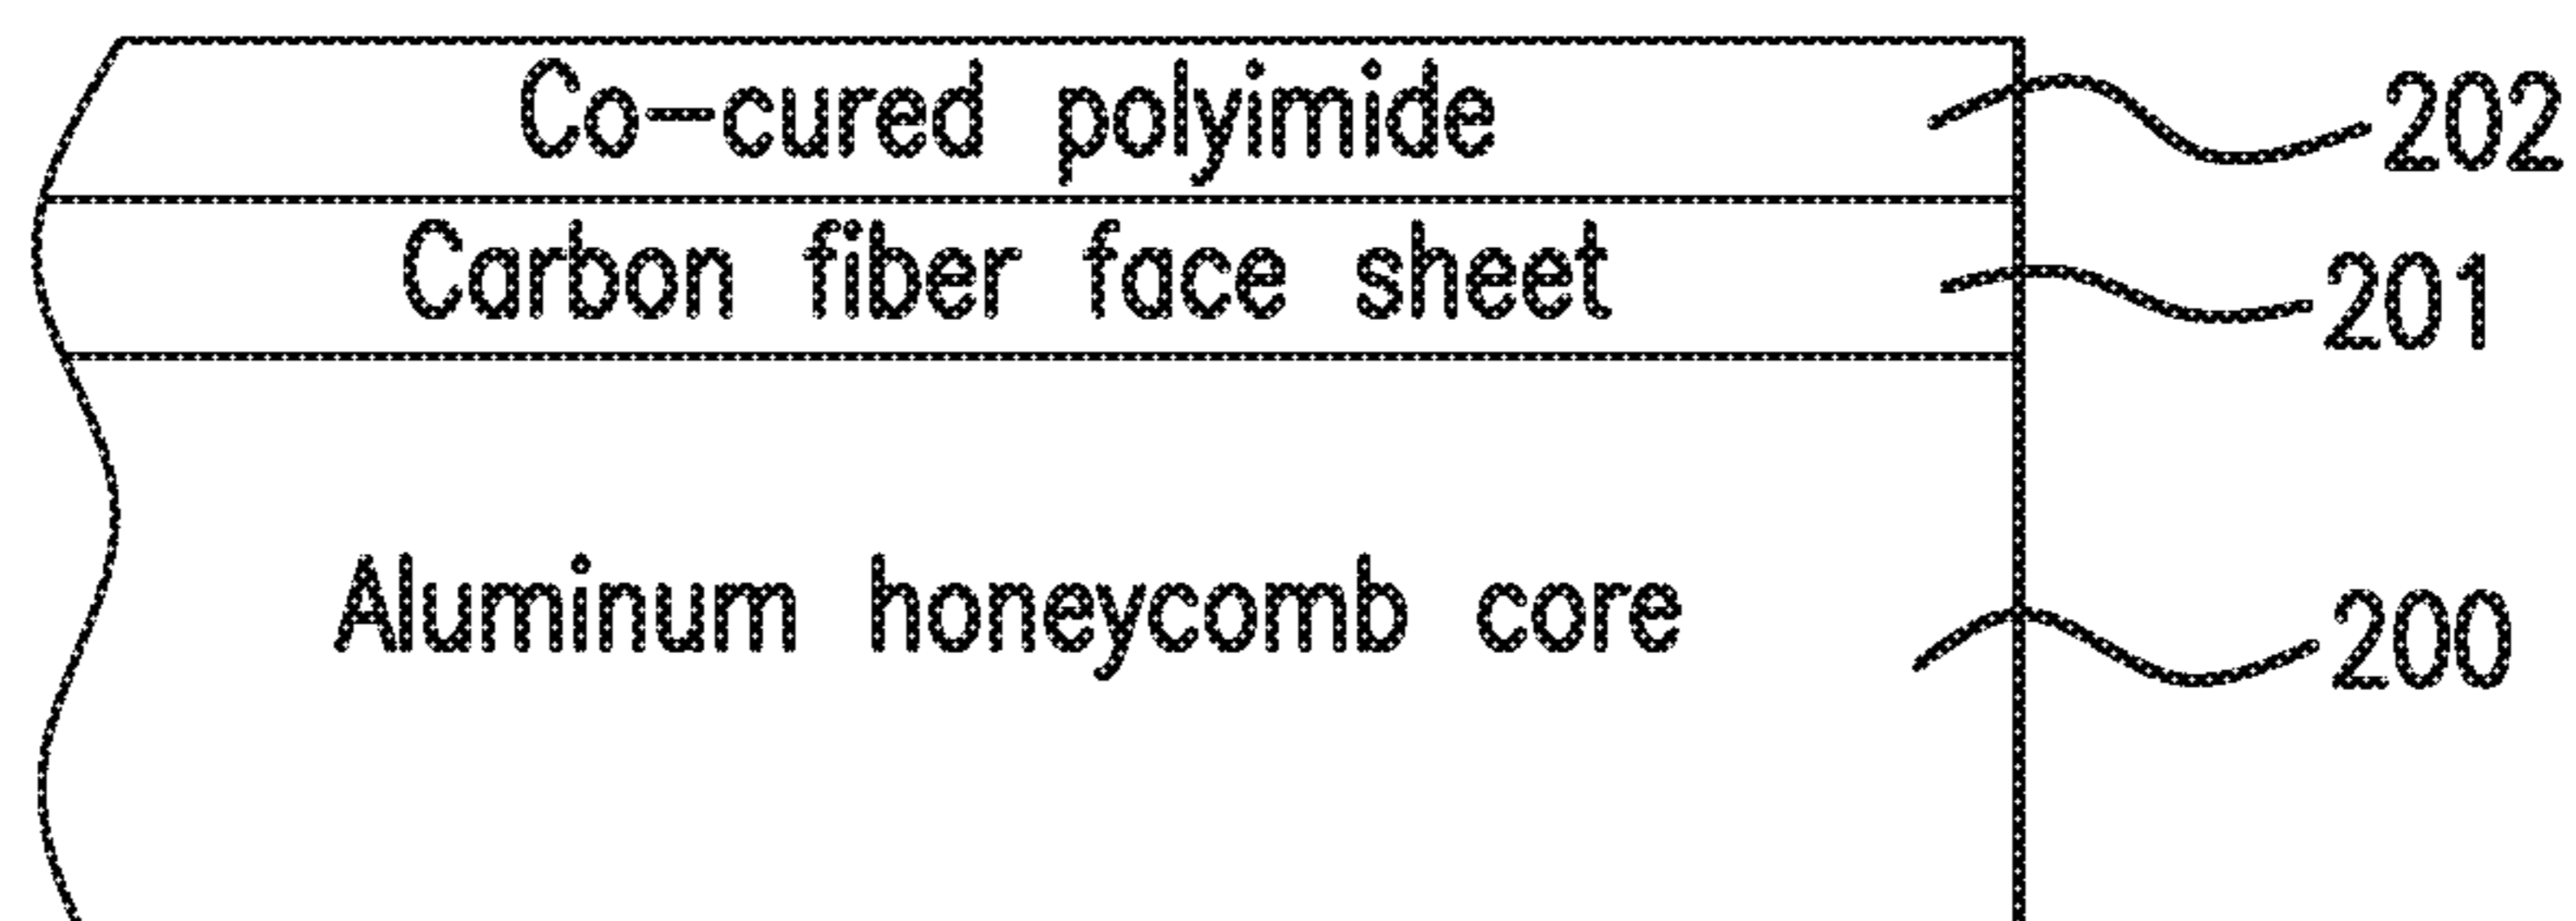 Co-cured polyimide 202
Carbon fiber face sheet 201
Aluminum honeycomb core 200